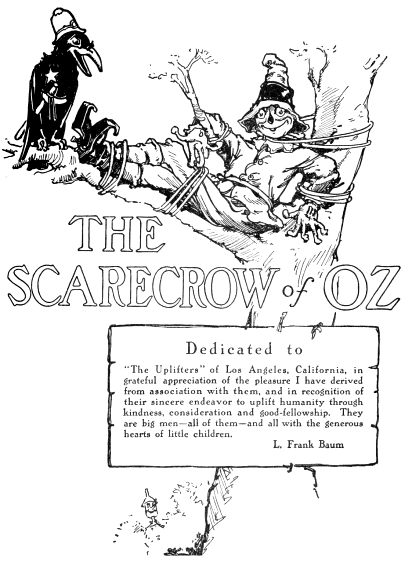 THE
SCARECROW of OZ
Dedicated to
"The Uplifters" of Los Angeles, California, in
grateful appreciation of the pleasure I have derived
from association with them, and in recognition of
their sincere endeavor to uplift humanity through
kindness, consideration and good-fellowship. They
are big men—all of them—and all with the generous
hearts of little children.
L. Frank Baum